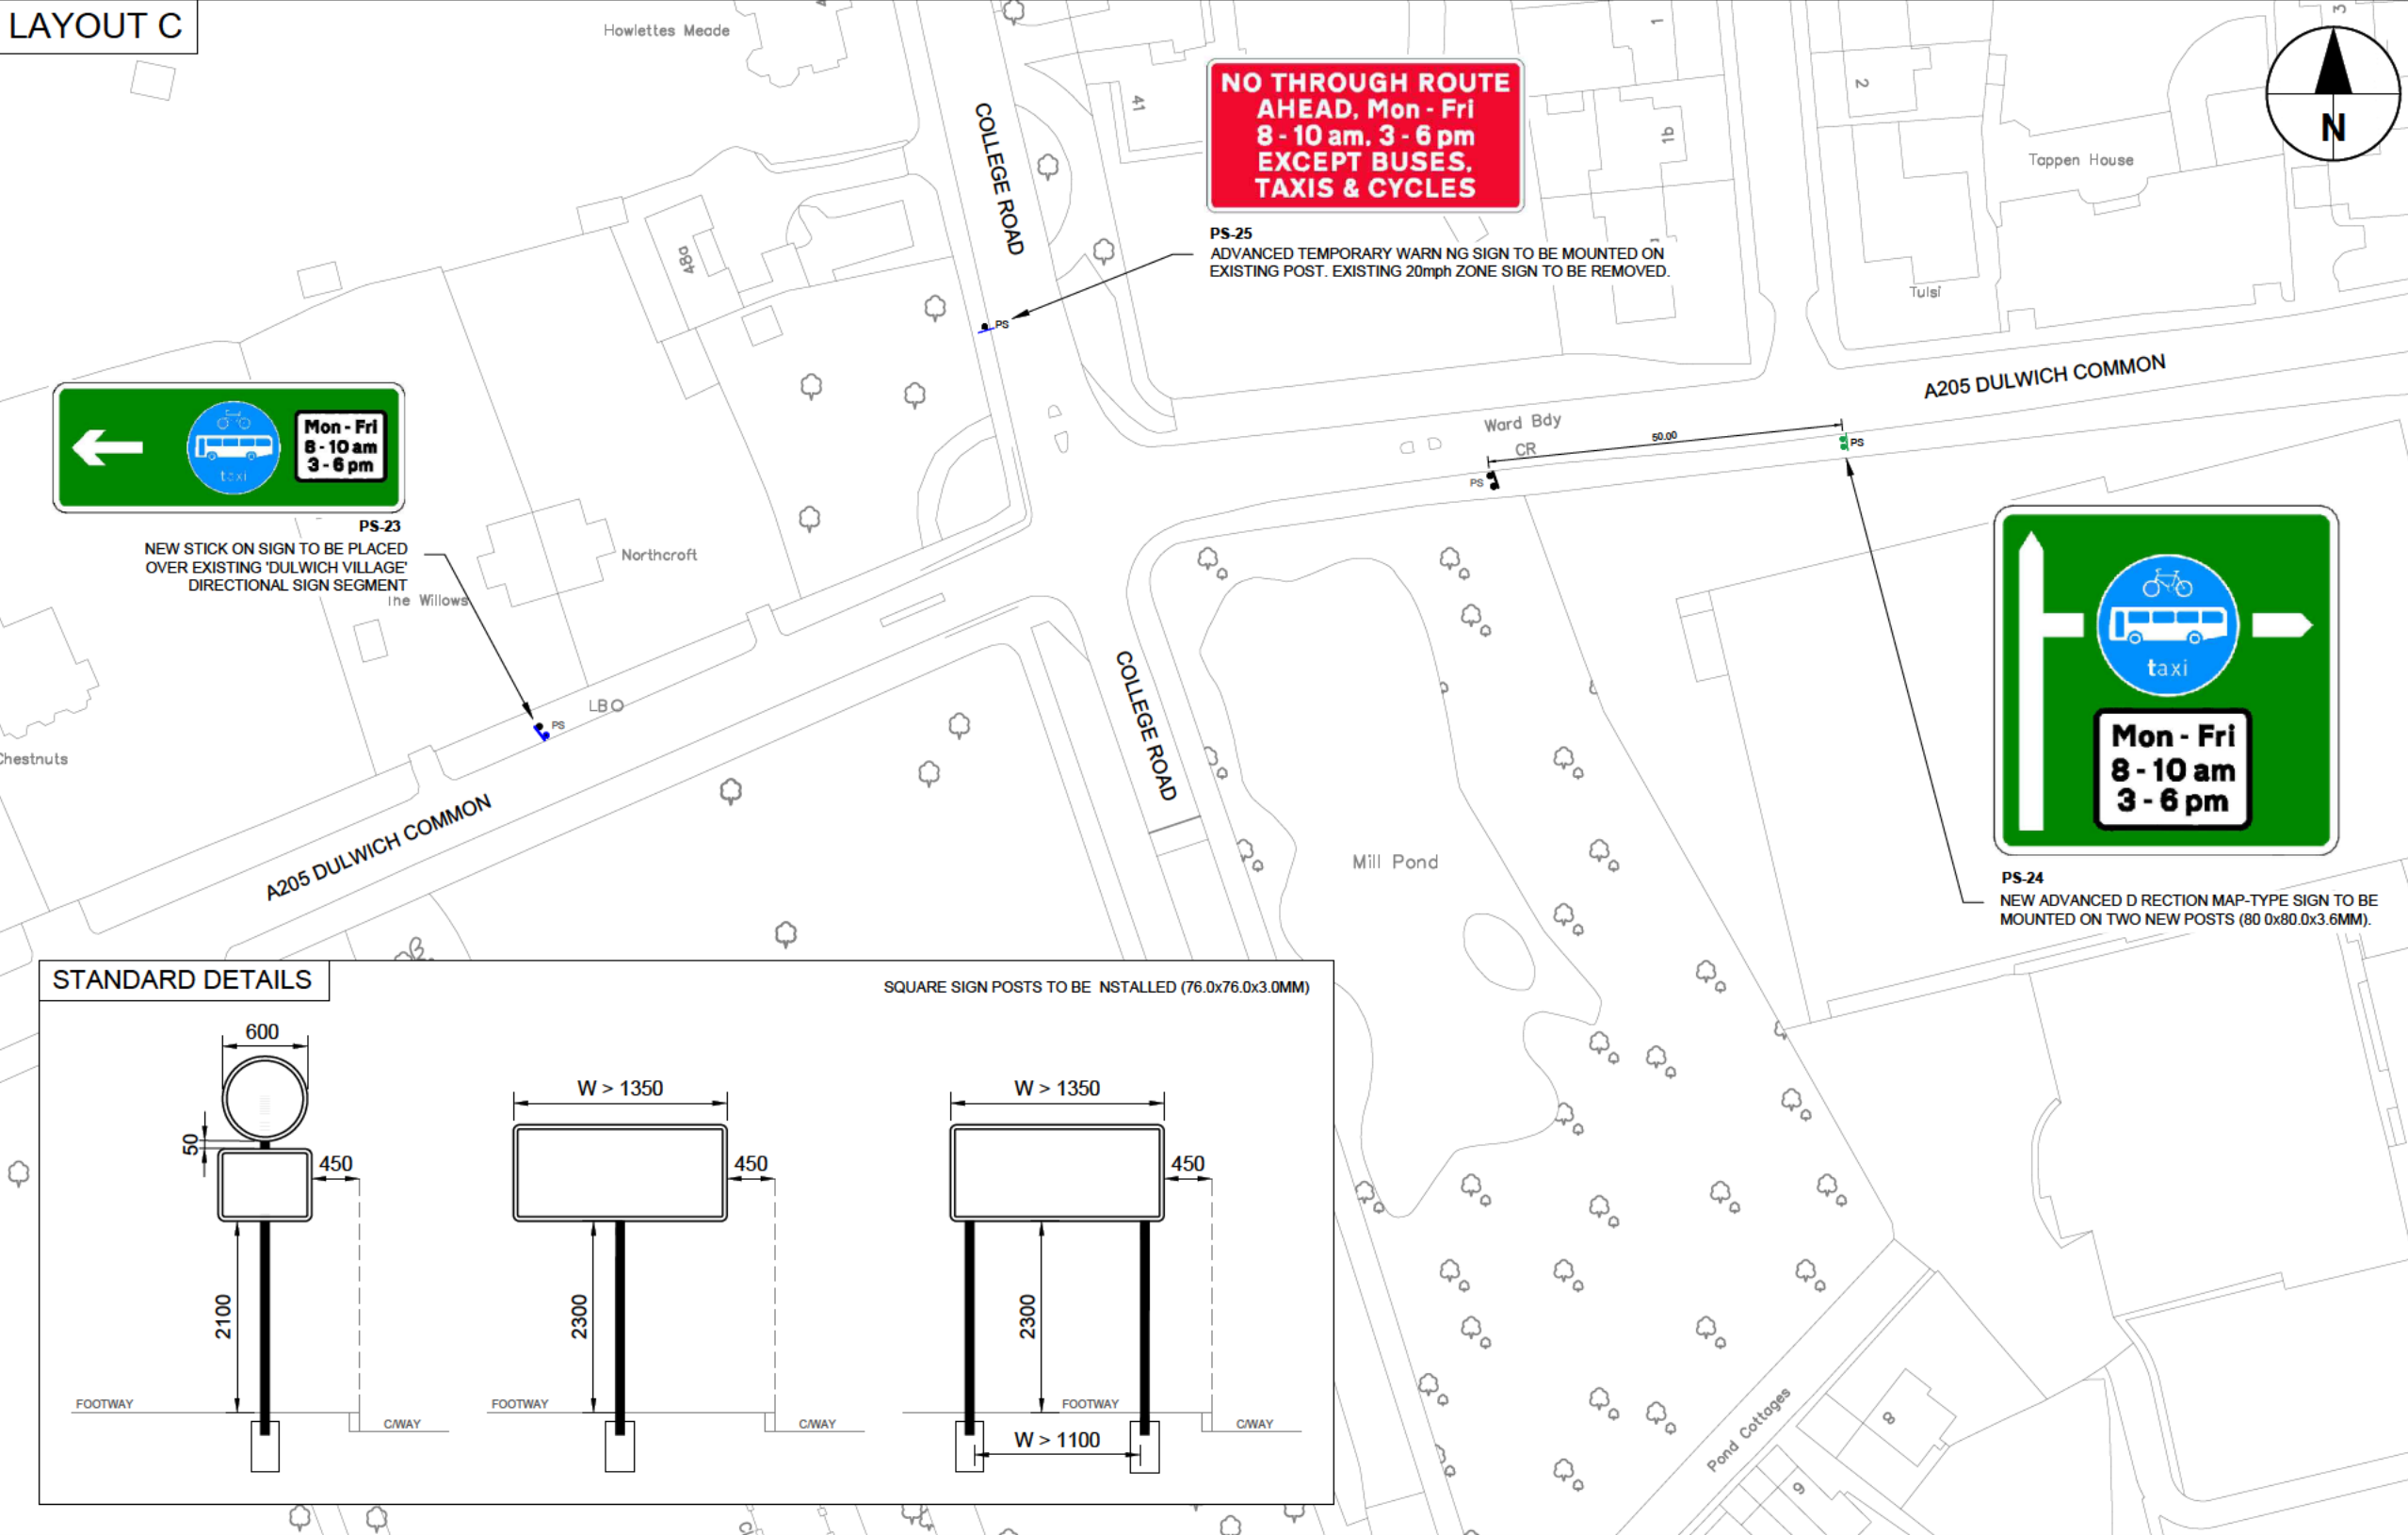 LAYOUT C
Howlettes Meade
COLLEGE ROAD
41
48a
NO THROUGH ROUTE
AHEAD, Mon - Fri
8 - 10 am, 3 - 6 pm
EXCEPT BUSES,
TAXIS & CYCLES
PS-25
ADVANCED TEMPORARY WARN NG SIGN TO BE MOUNTED ON
EXISTING POST. EXISTING 20mph ZONE SIGN TO BE REMOVED.
PS
1
1b
2
3
Tappen House
Tulsi
N
A205 DULWICH COMMON
Ward Bdy
CR
50.00
PS
PS
Mon - Fri
8 - 10 am
3 - 6 pm
taxi
PS-23
NEW STICK ON SIGN TO BE PLACED
OVER EXISTING 'DULWICH VILLAGE'
DIRECTIONAL SIGN SEGMENT
The Willows
Northcroft
LBO
PS
Chestnuts
A205 DULWICH COMMON
COLLEGE ROAD
Mill Pond
taxi
Mon - Fri
8 - 10 am
3 - 6 pm
PS-24
NEW ADVANCED D RECTION MAP-TYPE SIGN TO BE
MOUNTED ON TWO NEW POSTS (80 0x80.0x3.6MM).
STANDARD DETAILS
SQUARE SIGN POSTS TO BE NSTALLED (76.0x76.0x3.0MM)
600
50
450
2100
FOOTWAY
C/WAY
W > 1350
450
2300
FOOTWAY
C/WAY
W > 1350
450
2300
FOOTWAY
C/WAY
W > 1100
Pond Cottages
8
9